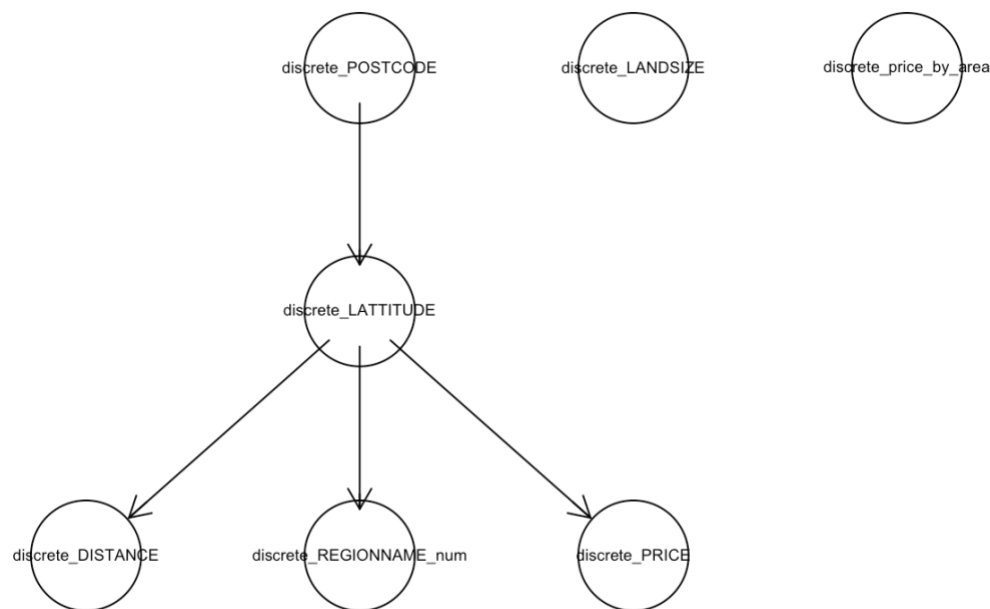 discrete_POSTCODE
discrete_LANDSIZE
discrete_price_by_area
discrete_LATTITUDE
discrete_DISTANCE
discrete_REGIONNAME_num
discrete_PRICE